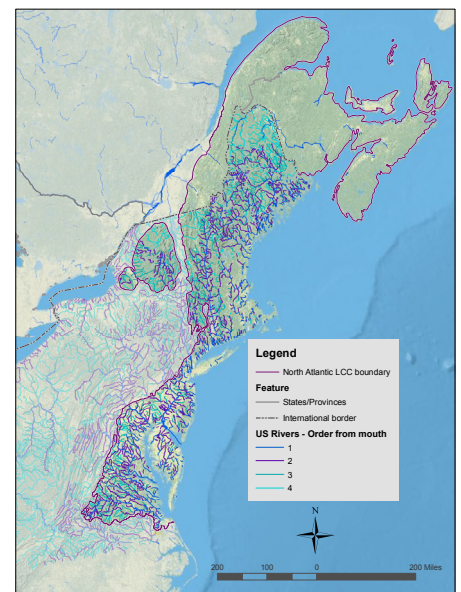 Legend
North Atlantic LCC boundary
Feature
States/Provinces
International border
US Rivers - Order from mouth
1
2
3
4
N
200 100 0 200 Miles